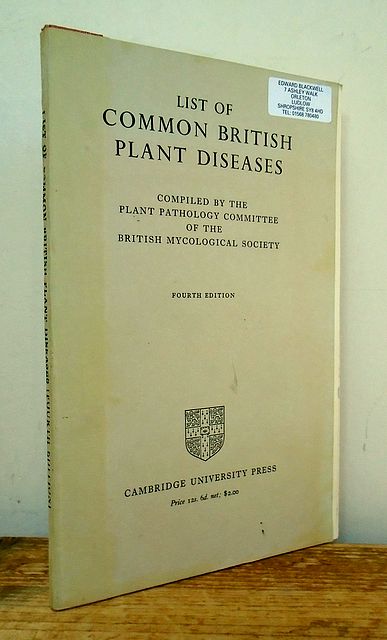 EDWARD BLACKWELL
7 ASHLEY WALK
ORLETON
LUDLOW
SHROPSHIRE SY8 4HD
TEL: 01568 780480
LIST OF
COMMON BRITISH
PLANT DISEASES
COMPILED BY THE
PLANT PATHOLOGY COMMITTEE
OF THE
BRITISH MYCOLOGICAL SOCIETY
FOURTH EDITION
CAMBRIDGE UNIVERSITY PRESS
Price 12s. 6d. net; $2.00
LIST OF COMMON BRITISH PLANT DISEASES (FOURTH EDITION)